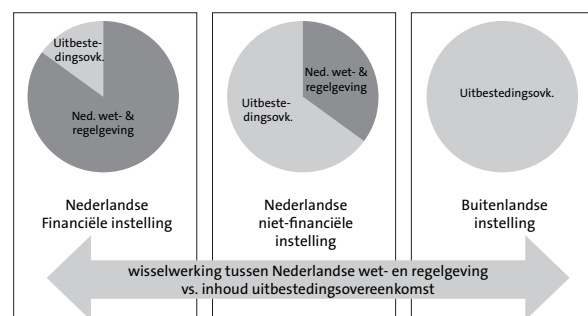 Uitbeste-
dingsovk.
Ned. wet- &
regelgeving
Nederlandse
Financiële instelling
Uitbeste-
dingsovk.
Ned. wet- &
regelgeving
Nederlandse
niet-financiële
instelling
Uitbestedingsovk.
Buitenlandse
instelling
wisselwerking tussen Nederlandse wet- en regelgeving
vs. inhoud uitbestedingsovereenkomst